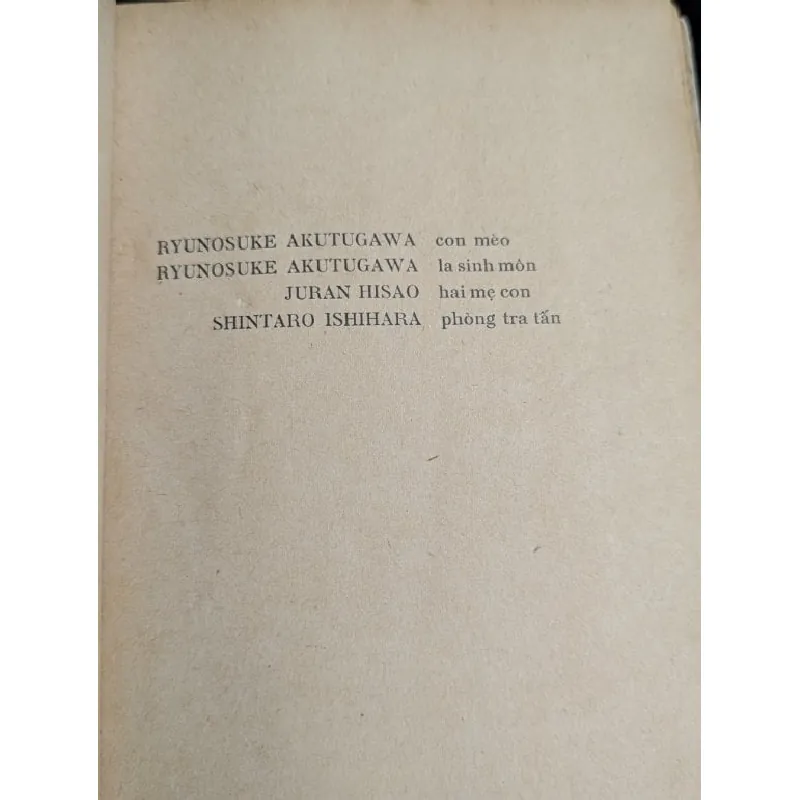 RYUNOSUKE AKUTUGAWA con mèo
RYUNOSUKE AKUTUGAWA la sinh môn
JURAN HISAO hai mẹ con
SHINTARO ISHIHARA phòng tra tấn